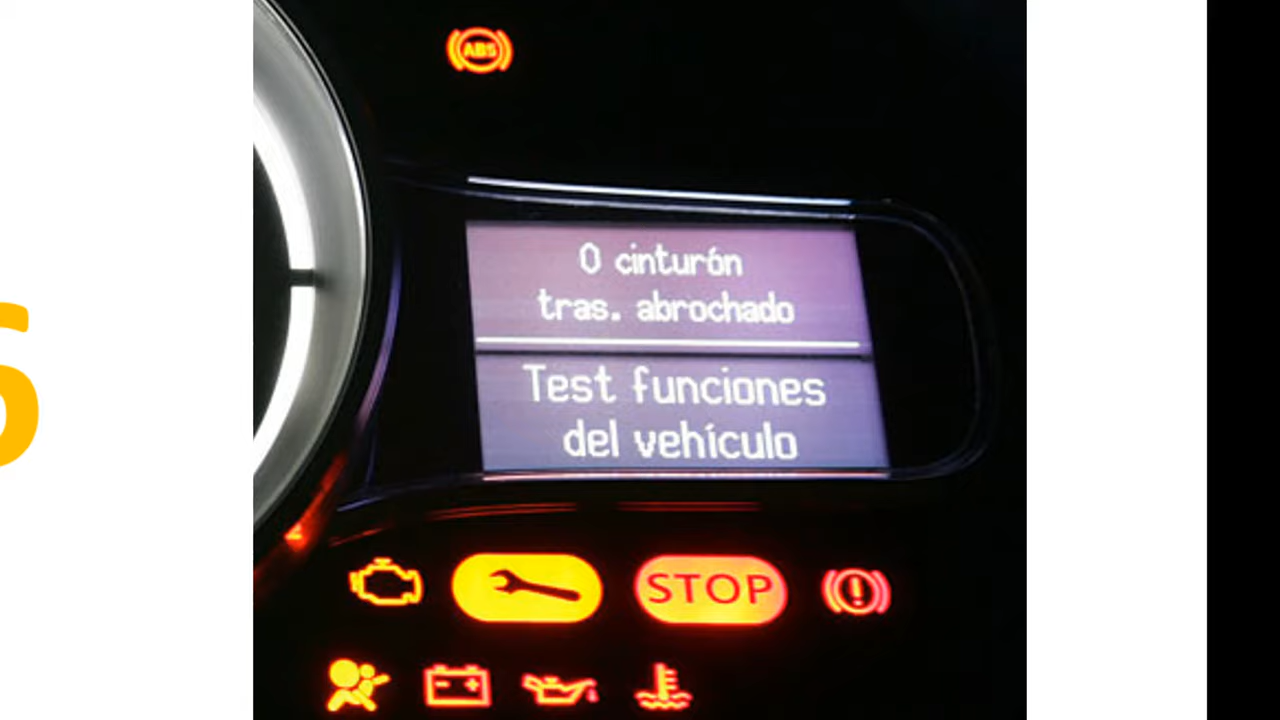 ABS
0 cinturón
tras. abrochado
Test funciones
del vehículo
STOP